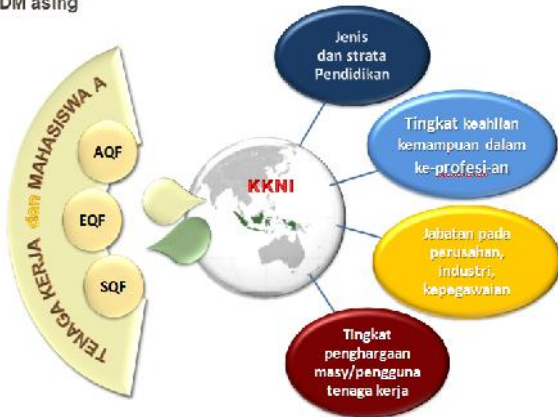 DM asing
TENAGA KERJA dan MAHASISWA A
AQF
EQF
SQF
KKNI
Jenis
dan strata
Pendidikan
Tingkat keahilan
kemampuan dalam
ke-profesi-an
Jabatan pada
perusahan,
industri,
kepegawaian
Tingkat
penghargaan
masy/pengguna
tenaga kerja